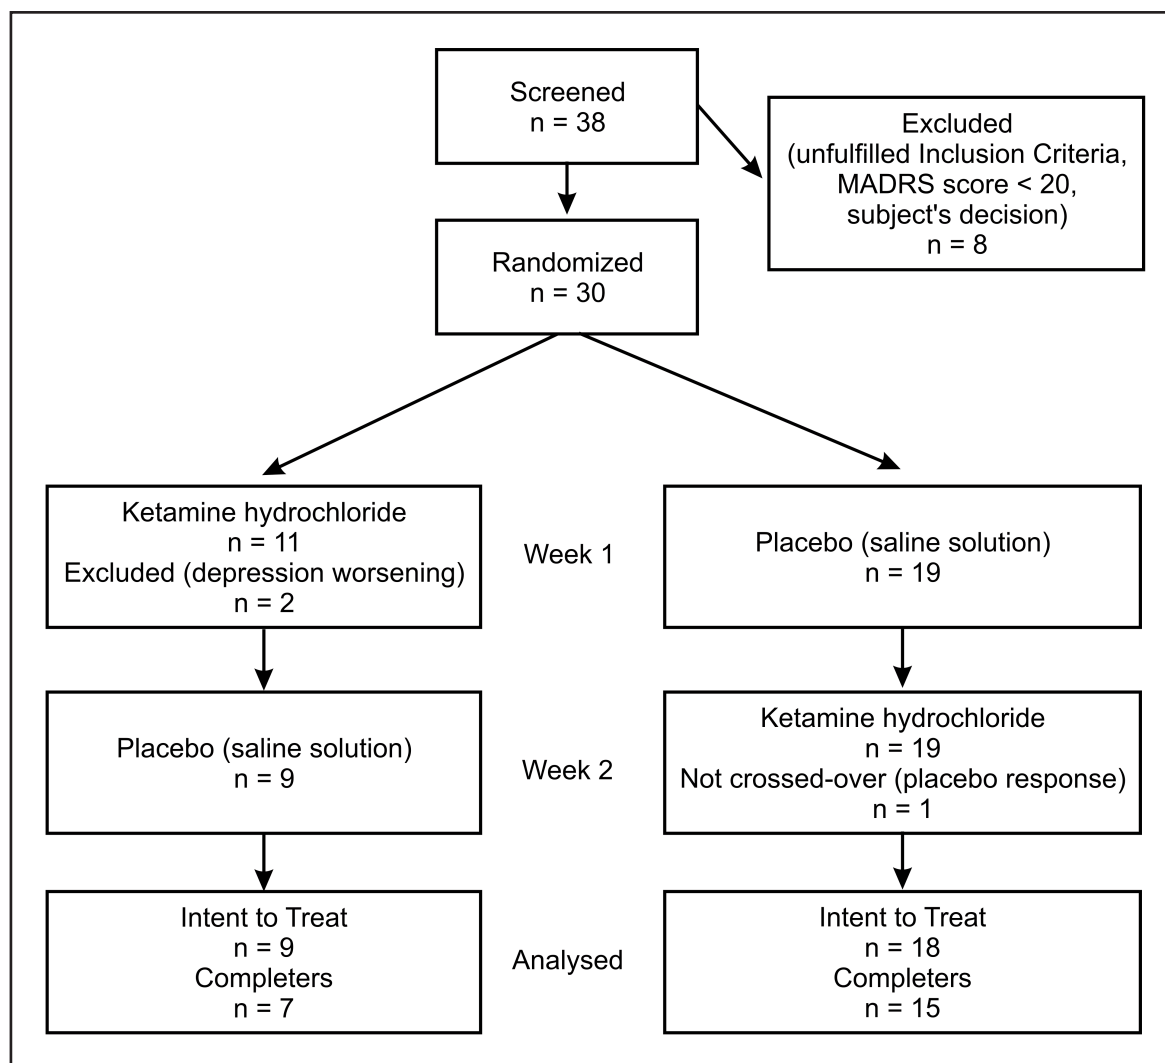 Screened
n = 38
Excluded
(unfulfilled Inclusion Criteria,
MADRS score < 20,
subject's decision)
n = 8
Randomized
n = 30
Ketamine hydrochloride
n = 11
Excluded (depression worsening)
n = 2
Week 1
Placebo (saline solution)
n = 19
Placebo (saline solution)
n = 9
Week 2
Ketamine hydrochloride
n = 19
Not crossed-over (placebo response)
n = 1
Intent to Treat
n = 9
Completers
n = 7
Analysed
Intent to Treat
n = 18
Completers
n = 15